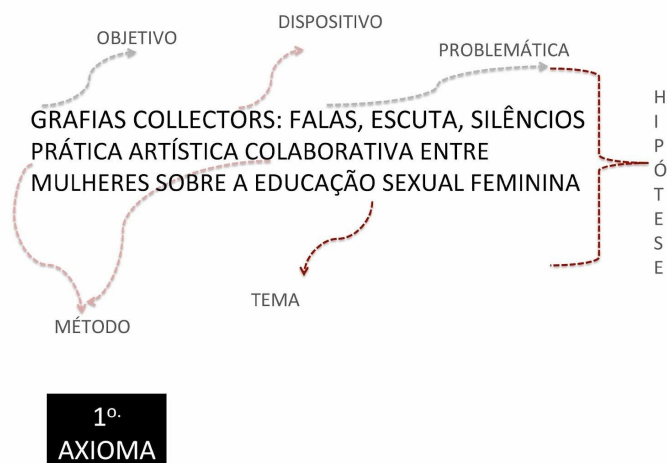 DISPOSITIVO
OBJETIVO
PROBLEMÁTICA
GRAFIAS COLLECTORS: FALAS, ESCUTA, SILÊNCIOS
PRÁTICA ARTÍSTICA COLABORATIVA ENTRE
MULHERES SOBRE A EDUCAÇÃO SEXUAL FEMININA
HIPÓTESE
TEMA
MÉTODO
1º.
AXIOMA